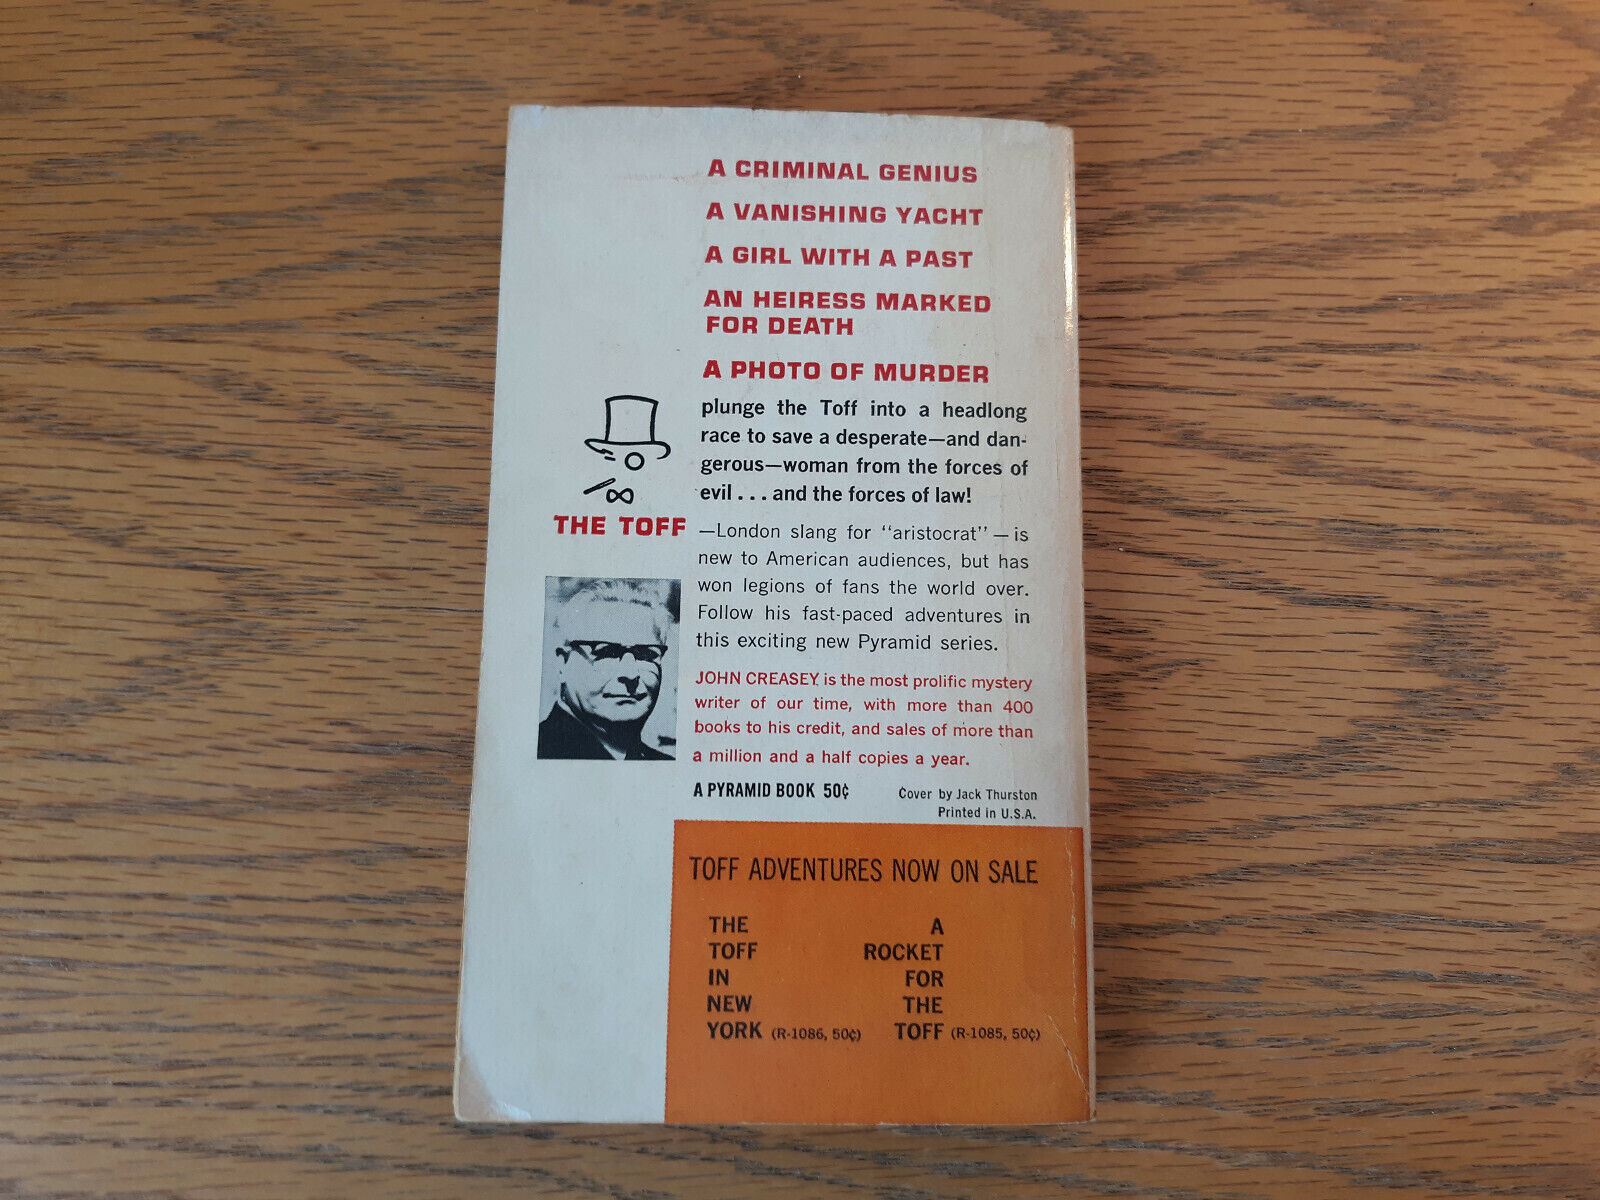 A CRIMINAL GENIUS
A VANISHING YACHT
A GIRL WITH A PAST
AN HEIRESS MARKED
FOR DEATH
A PHOTO OF MURDER
plunge the Toff into a headlong
race to save a desperate—and dan-
gerous—woman from the forces of
evil . . . and the forces of law!
THE TOFF —London slang for "aristocrat" — is
new to American audiences, but has
won legions of fans the world over.
Follow his fast-paced adventures in
this exciting new Pyramid series.
JOHN CREASEY is the most prolific mystery
writer of our time, with more than 400
books to his credit, and sales of more than
a million and a half copies a year.
A PYRAMID BOOK 50¢
Cover by Jack Thurston
Printed in U.S.A.
TOFF ADVENTURES NOW ON SALE
THE
TOFF
IN
NEW
YORK (R-1086, 50¢)
A
ROCKET
FOR
THE
TOFF (R-1085, 50¢)